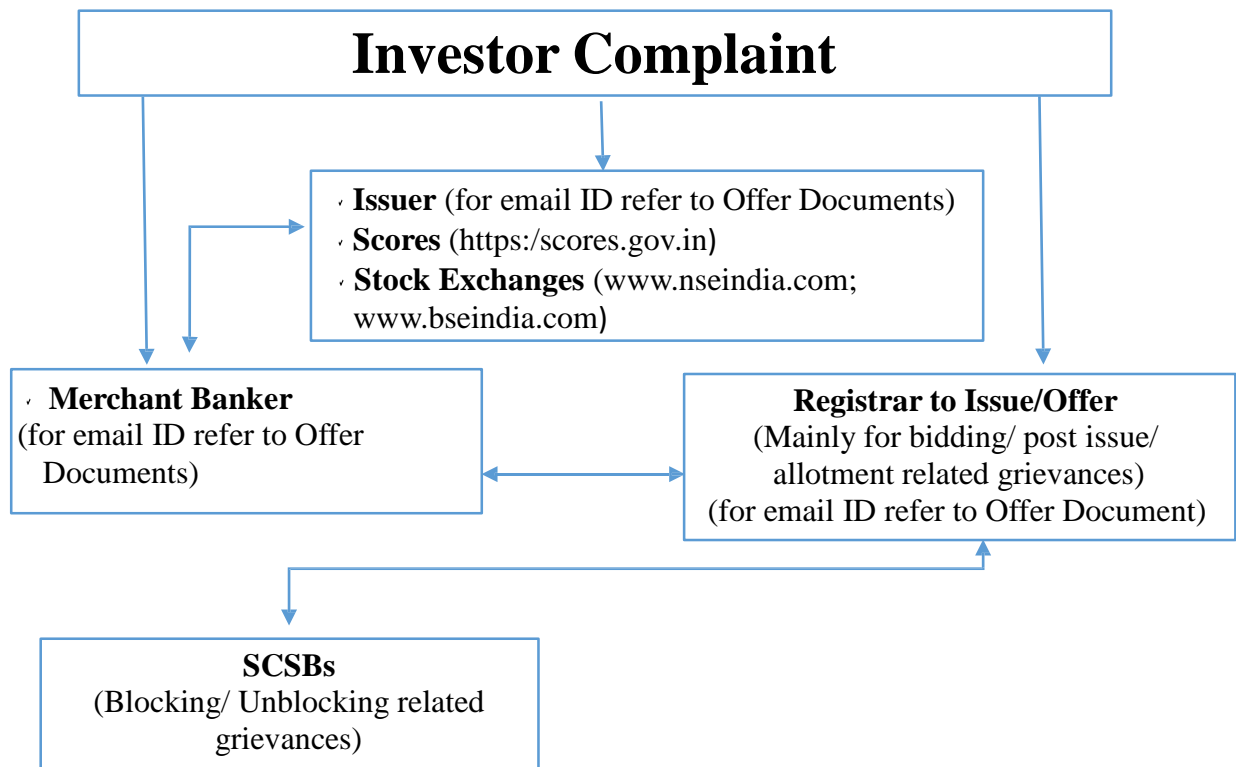 Investor Complaint
✓ Issuer (for email ID refer to Offer Documents)
✓ Scores (https:/scores.gov.in)
✓ Stock Exchanges (www.nseindia.com;
www.bseindia.com)
✓ Merchant Banker
(for email ID refer to Offer
Documents)
Registrar to Issue/Offer
(Mainly for bidding/ post issue/
allotment related grievances)
(for email ID refer to Offer Document)
SCSBs
(Blocking/ Unblocking related
grievances)